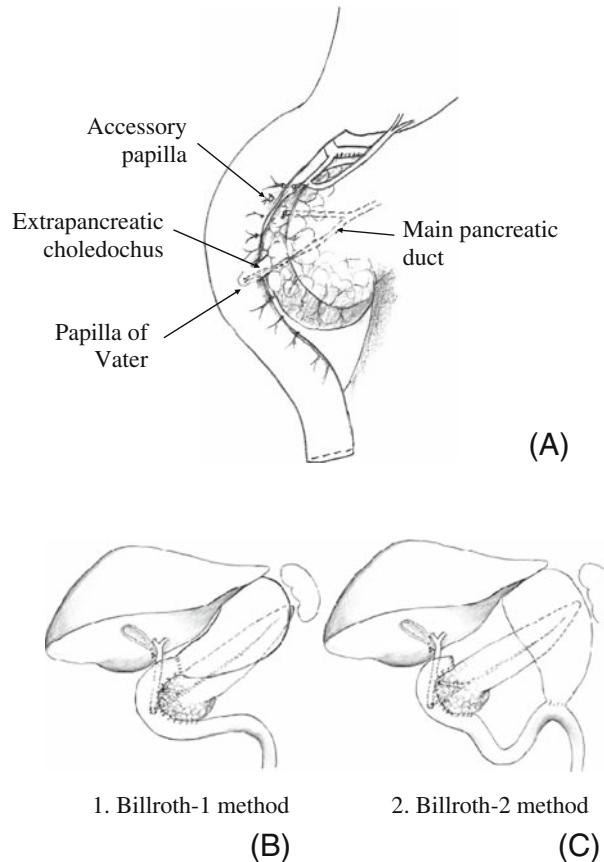 Accessory
papilla
Extrapancreatic
choledochus
Main pancreatic
duct
Papilla of
Vater
(A)
1. Billroth-1 method
2. Billroth-2 method
(B)
(C)